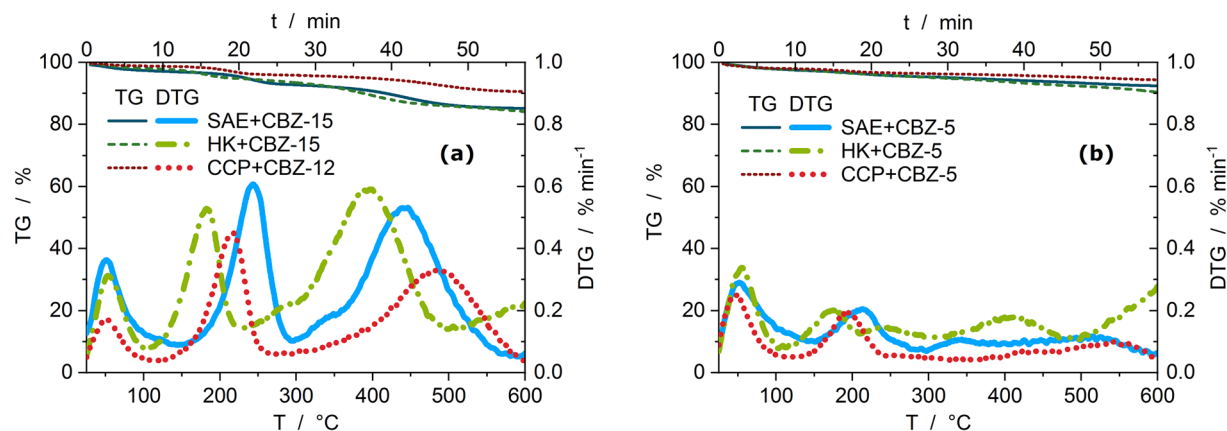 t / min
0 10 20 30 40 50
100 80 60 40 20 0
TG / %
1.0 0.8 0.6 0.4 0.2 0.0
DTG / % min⁻¹
TG DTG
SAE+CBZ-15
HK+CBZ-15
CCP+CBZ-12
(a)
100 200 300 400 500 600
T / °C
t / min
0 10 20 30 40 50
100 80 60 40 20 0
TG / %
1.0 0.8 0.6 0.4 0.2 0.0
DTG / % min⁻¹
TG DTG
SAE+CBZ-5
HK+CBZ-5
CCP+CBZ-5
(b)
100 200 300 400 500 600
T / °C